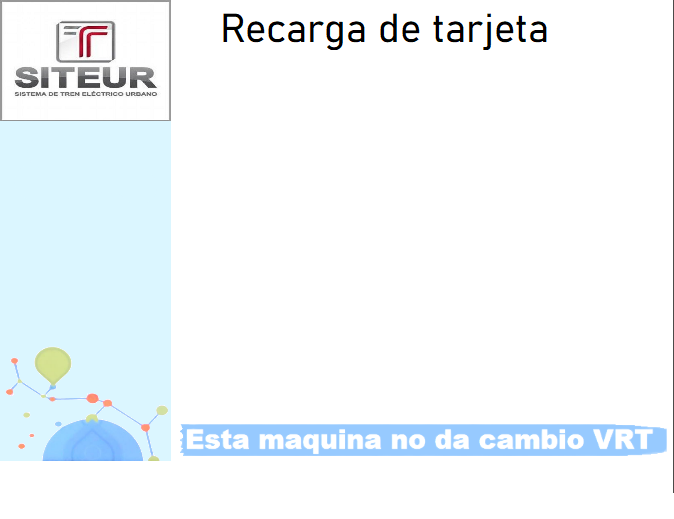 SITEUR
SISTEMA DE TREN ELÉCTRICO URBANO
Recarga de tarjeta
Esta maquina no da cambio VRT